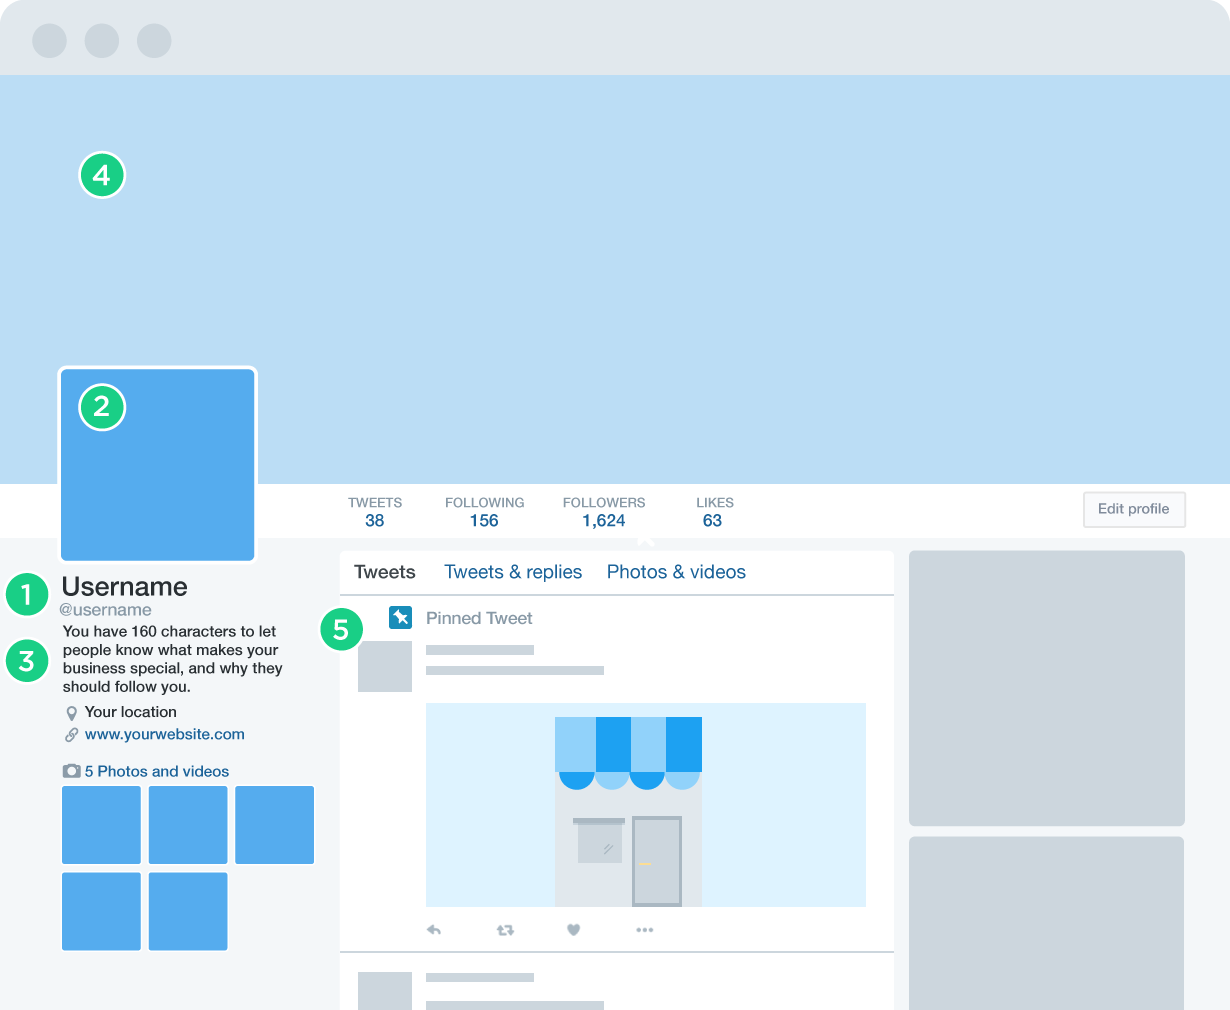 4
2
TWEETS FOLLOWING FOLLOWERS LIKES
38 156 1,624 63
Edit profile
1
Username
@username
3
You have 160 characters to let
people know what makes your
business special, and why they
should follow you.
Your location
www.yourwebsite.com
5 Photos and videos
Tweets Tweets & replies Photos & videos
5
Pinned Tweet